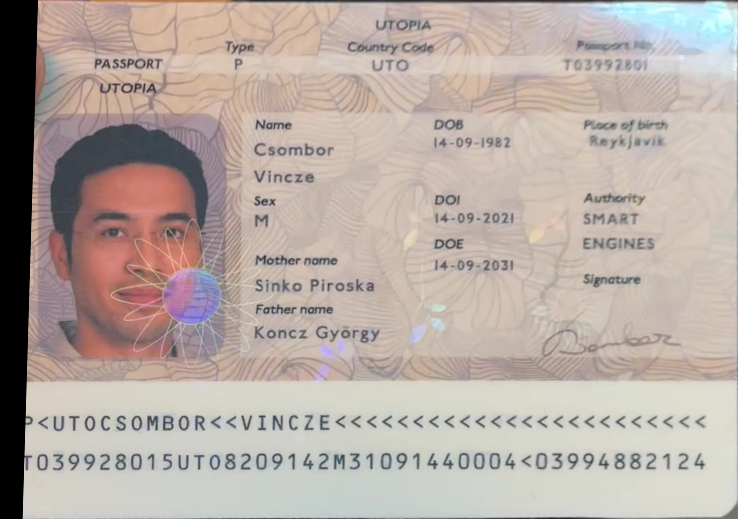 UTOPIA
Type Country Code Passport No.
PASSPORT P UTO T03992801
UTOPIA
Name DOB Place of birth
Csombor 14-09-1982 Reykjavik
Vincze
Sex DOI Authority
M 14-09-2021 SMART
DOE ENGINES
Mother name 14-09-2031
Sinko Piroska Signature
Father name
Koncz György
P<UTOCSOMBOR<<VINCZE<<<<<<<<<<<<<<<<<<<<<<<<
T039928015UTO8209142M31091440004<03994882124